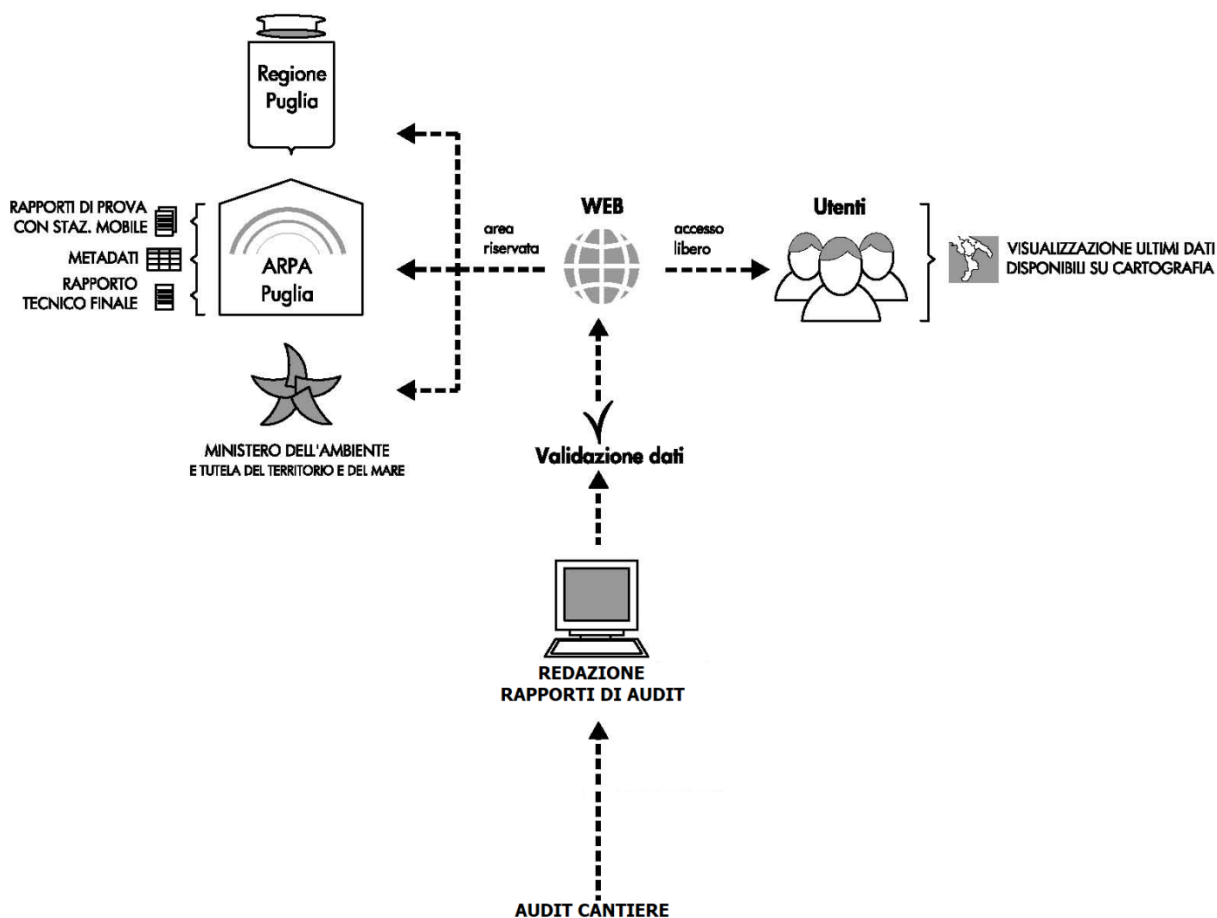 Regione
Puglia
RAPPORTI DI PROVA
CON STAZ. MOBILE
METADATI
RAPPORTO
TECNICO FINALE
ARPA
Puglia
area
riservata
WEB
accesso
libero
Utenti
VISUALIZZAZIONE ULTIMI DATI
DISPONIBILI SU CARTOGRAFIA
MINISTERO DELL'AMBIENTE
E TUTELA DEL TERRITORIO E DEL MARE
Validazione dati
REDAZIONE
RAPPORTI DI AUDIT
AUDIT CANTIERE